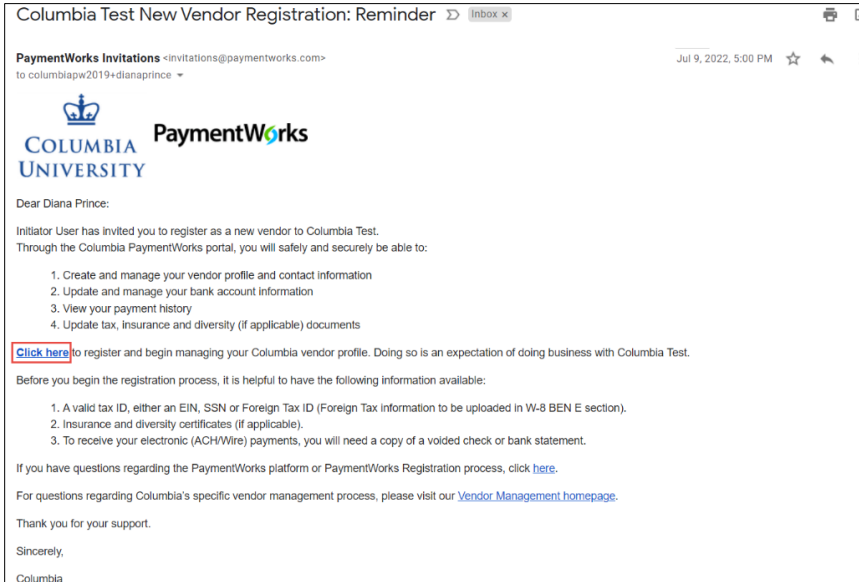 Columbia Test New Vendor Registration: Reminder Inbox x
PaymentWorks Invitations <invitations@paymentworks.com> Jul 9, 2022, 5:00 PM
to columbiapw2019+dianaprince
COLUMBIA
UNIVERSITY
PaymentWorks
Dear Diana Prince:
Initiator User has invited you to register as a new vendor to Columbia Test.
Through the Columbia PaymentWorks portal, you will safely and securely be able to:
1. Create and manage your vendor profile and contact information
2. Update and manage your bank account information
3. View your payment history
4. Update tax, insurance and diversity (if applicable) documents
Click here to register and begin managing your Columbia vendor profile. Doing so is an expectation of doing business with Columbia Test.
Before you begin the registration process, it is helpful to have the following information available:
1. A valid tax ID, either an EIN, SSN or Foreign Tax ID (Foreign Tax information to be uploaded in W-8 BEN E section).
2. Insurance and diversity certificates (if applicable).
3. To receive your electronic (ACH/Wire) payments, you will need a copy of a voided check or bank statement.
If you have questions regarding the PaymentWorks platform or PaymentWorks Registration process, click here.
For questions regarding Columbia's specific vendor management process, please visit our Vendor Management homepage.
Thank you for your support.
Sincerely,
Columbia